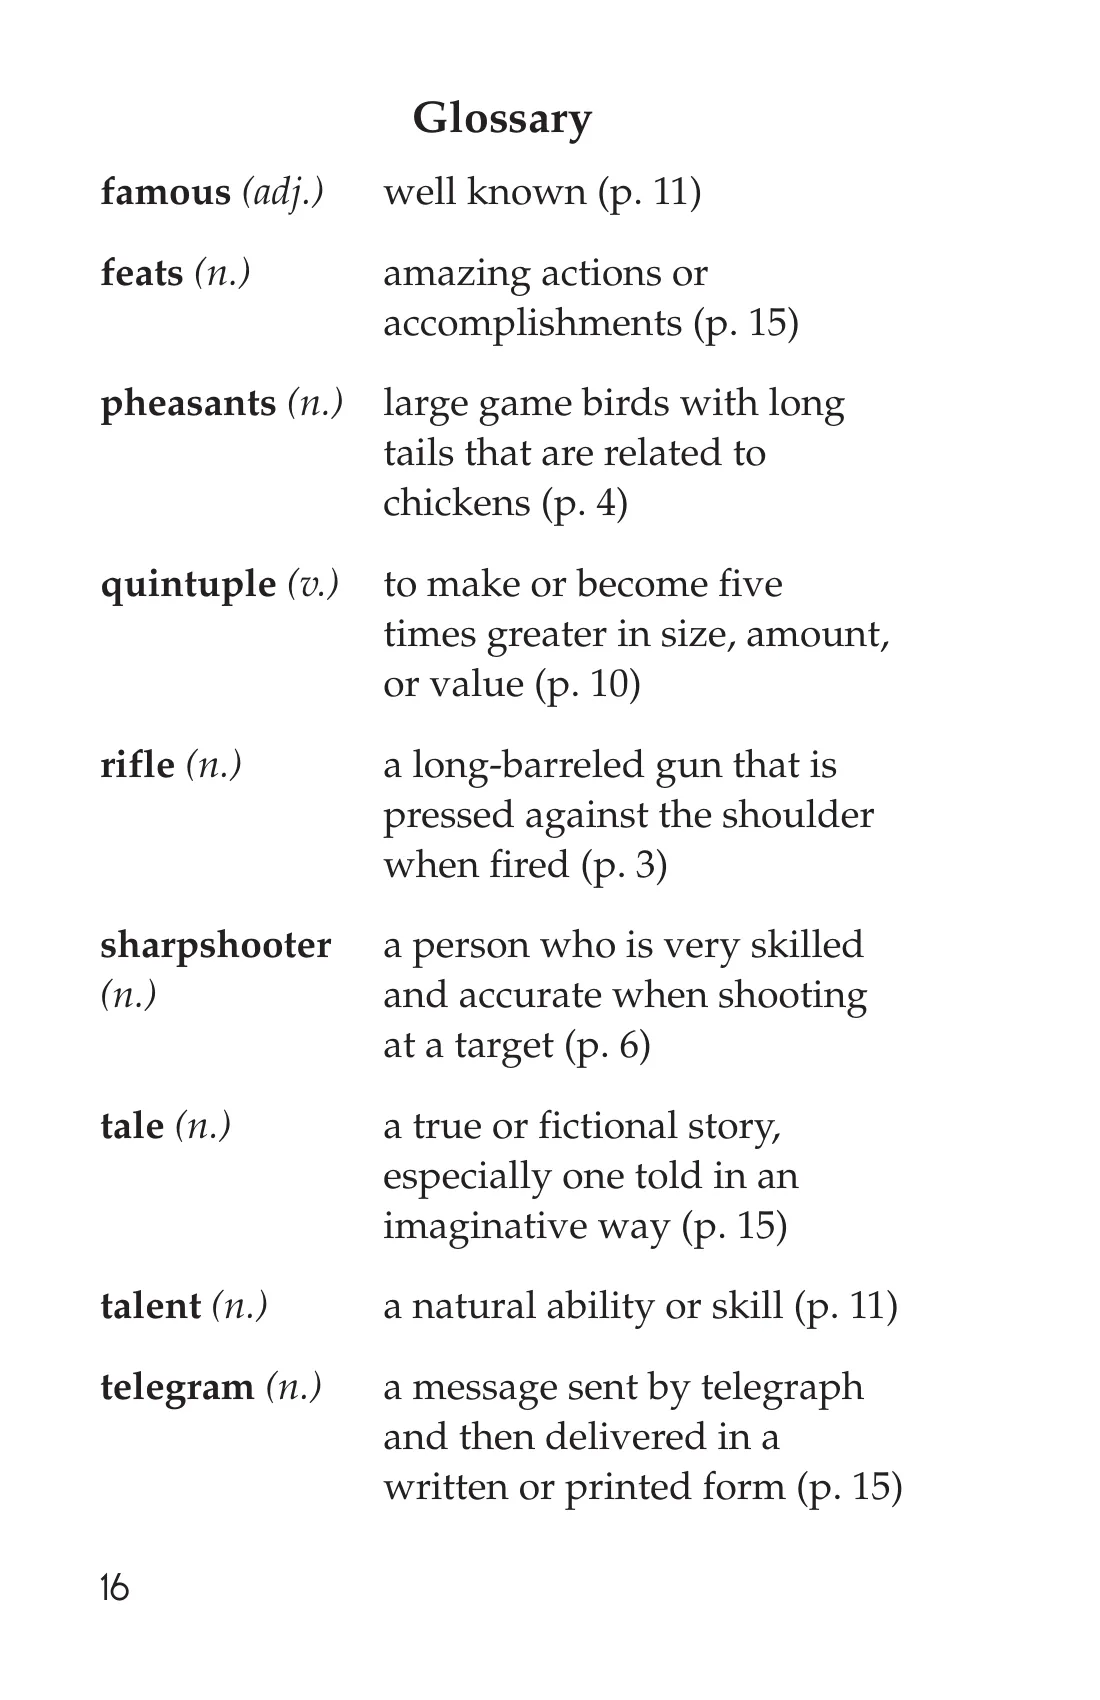 Glossary
famous (adj.) well known (p. 11)
feats (n.) amazing actions or
accomplishments (p. 15)
pheasants (n.) large game birds with long
tails that are related to
chickens (p. 4)
quintuple (v.) to make or become five
times greater in size, amount,
or value (p. 10)
rifle (n.) a long-barreled gun that is
pressed against the shoulder
when fired (p. 3)
sharpshooter a person who is very skilled
(n.) and accurate when shooting
at a target (p. 6)
tale (n.) a true or fictional story,
especially one told in an
imaginative way (p. 15)
talent (n.) a natural ability or skill (p. 11)
telegram (n.) a message sent by telegraph
and then delivered in a
written or printed form (p. 15)
16